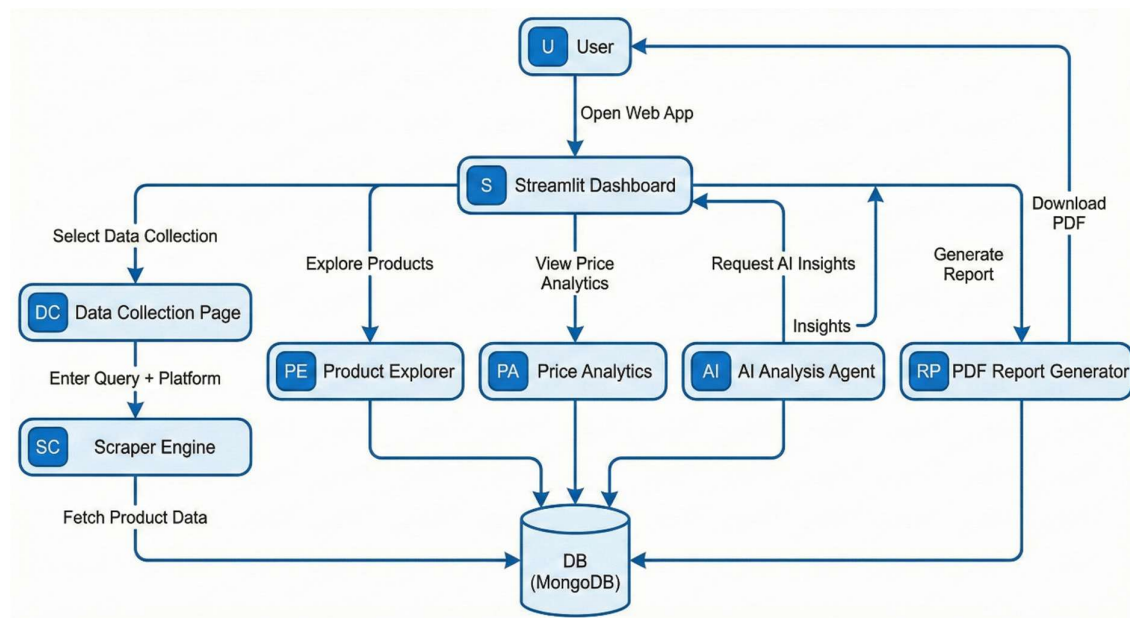 U User
Open Web App
S Streamlit Dashboard
Select Data Collection
Explore Products
View Price
Analytics
Request AI Insights
Generate
Report
Download
PDF
DC Data Collection Page
Insights
Enter Query + Platform
PE Product Explorer
PA Price Analytics
AI AI Analysis Agent
RP PDF Report Generator
SC Scraper Engine
Fetch Product Data
DB
(MongoDB)